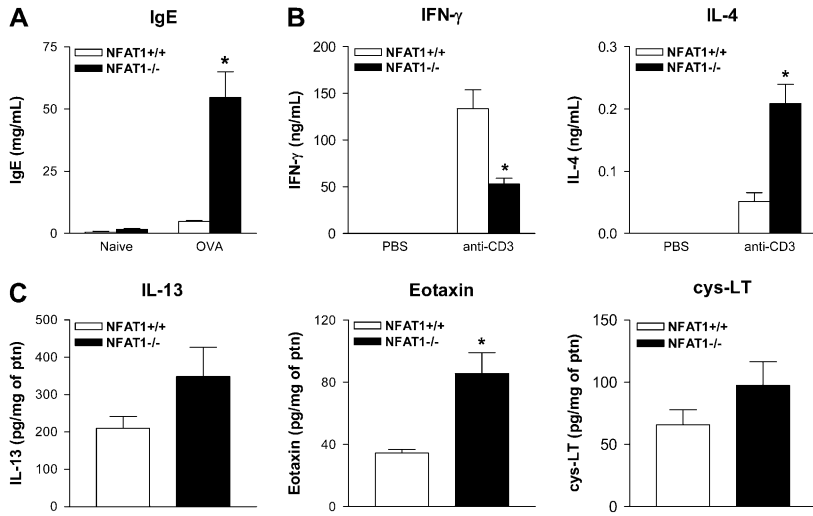 A
IgE
NFAT1+/+
NFAT1-/-
IgE (mg/mL)
75
50
25
0
*
Naive
OVA
B
IFN-γ
NFAT1+/+
NFAT1-/-
IFN-γ (ng/mL)
200
150
100
50
0
*
PBS
anti-CD3
IL-4
NFAT1+/+
NFAT1-/-
IL-4 (ng/mL)
0.3
0.2
0.1
0.0
*
PBS
anti-CD3
C
IL-13
NFAT1+/+
NFAT1-/-
IL-13 (pg/mg of ptn)
500
400
300
200
100
0
Eotaxin
NFAT1+/+
NFAT1-/-
Eotaxin (pg/mg of ptn)
120
80
40
0
*
cys-LT
NFAT1+/+
NFAT1-/-
cys-LT (pg/mg of ptn)
150
100
50
0